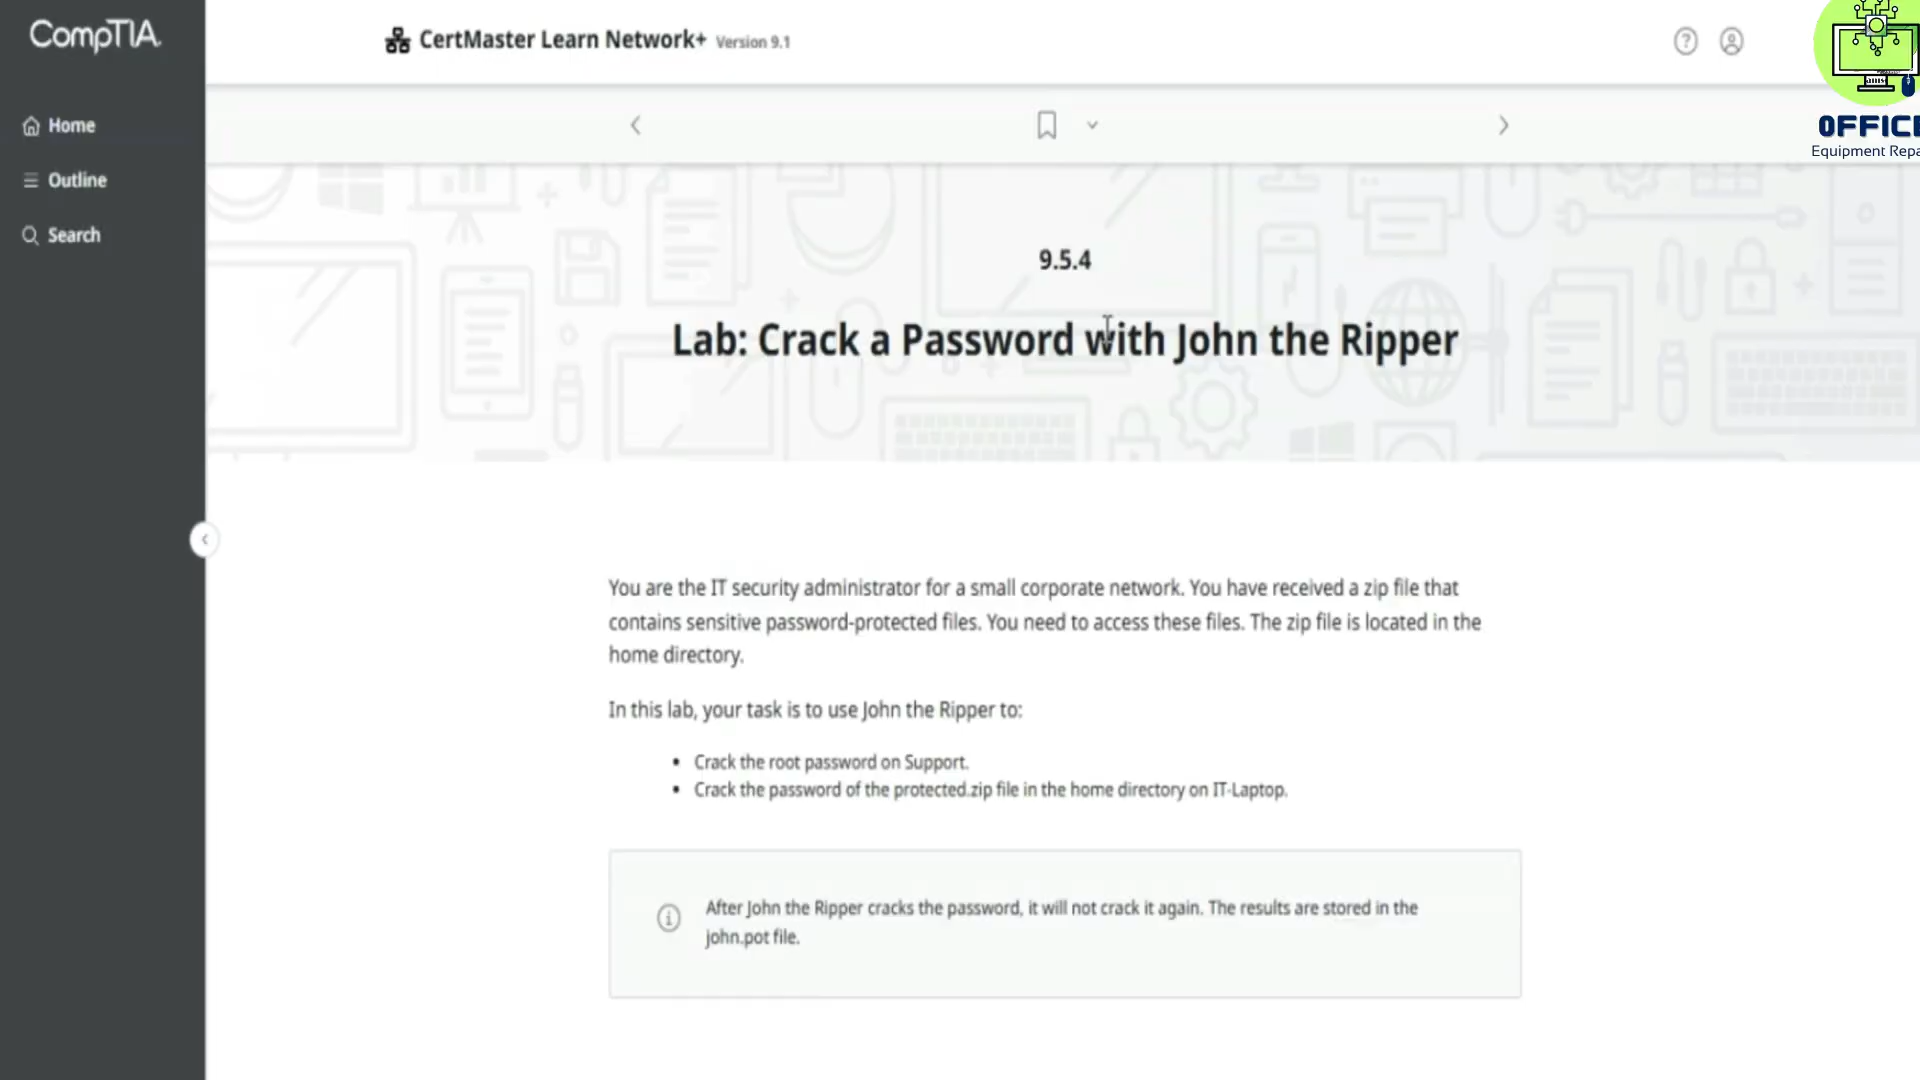 CompTIA.
CertMaster Learn Network+ Version 9.1
Home
Outline
Search
OFFICE
Equipment Repa
9.5.4
Lab: Crack a Password with John the Ripper
You are the IT security administrator for a small corporate network. You have received a zip file that
contains sensitive password-protected files. You need to access these files. The zip file is located in the
home directory.
In this lab, your task is to use John the Ripper to:
• Crack the root password on Support.
• Crack the password of the protected.zip file in the home directory on IT-Laptop.
After John the Ripper cracks the password, it will not crack it again. The results are stored in the
john.pot file.